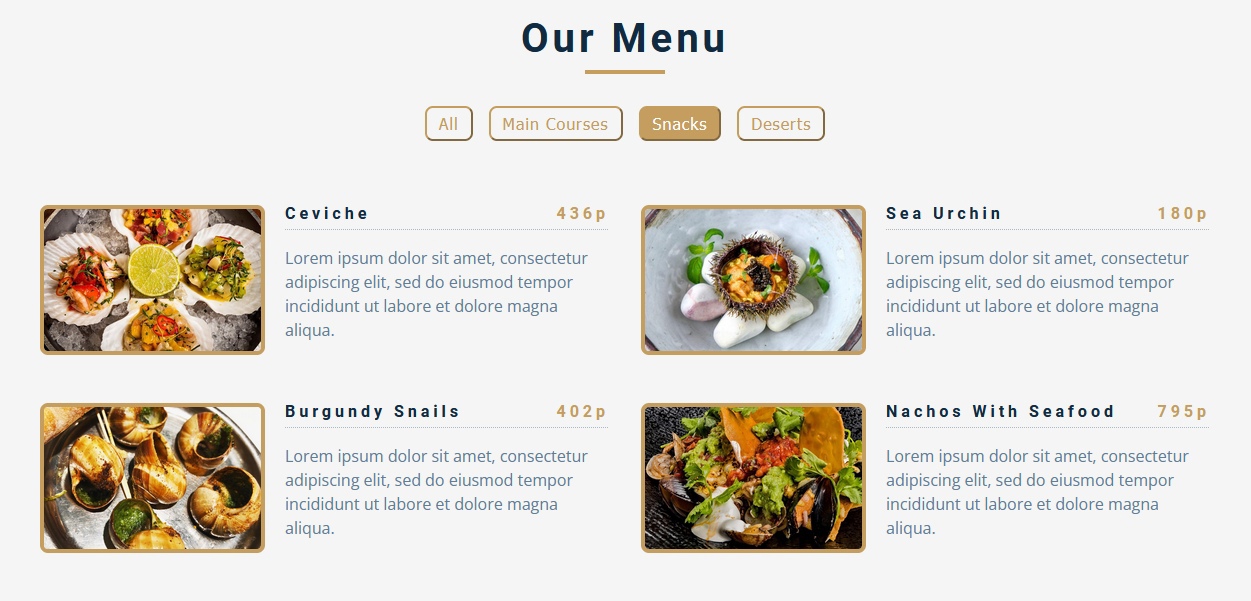 Our Menu
All Main Courses Snacks Deserts
Ceviche 436p
Lorem ipsum dolor sit amet, consectetur
adipiscing elit, sed do eiusmod tempor
incididunt ut labore et dolore magna
aliqua.
Sea Urchin 180p
Lorem ipsum dolor sit amet, consectetur
adipiscing elit, sed do eiusmod tempor
incididunt ut labore et dolore magna
aliqua.
Burgundy Snails 402p
Lorem ipsum dolor sit amet, consectetur
adipiscing elit, sed do eiusmod tempor
incididunt ut labore et dolore magna
aliqua.
Nachos With Seafood 795p
Lorem ipsum dolor sit amet, consectetur
adipiscing elit, sed do eiusmod tempor
incididunt ut labore et dolore magna
aliqua.